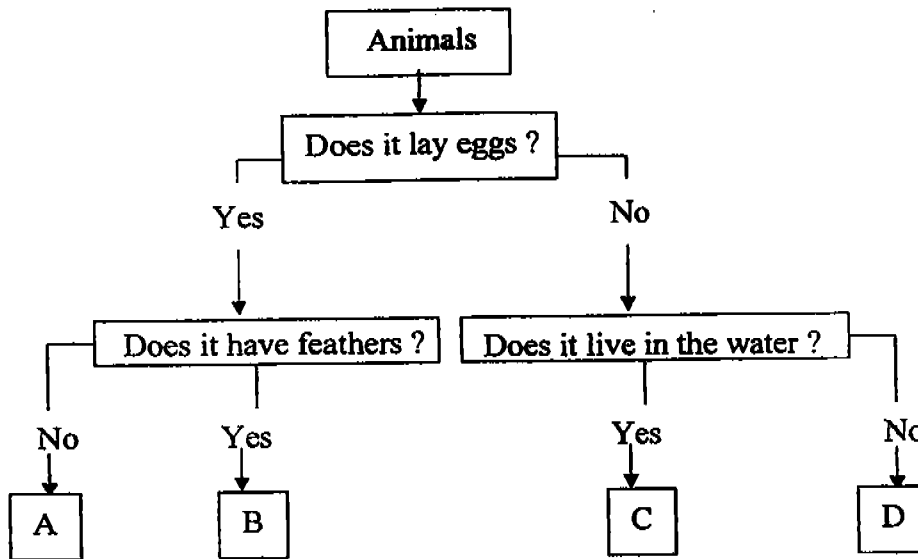 Animals
Does it lay eggs ?
Yes
No
Does it have feathers ?
Does it live in the water ?
No
Yes
Yes
No
A
B
C
D